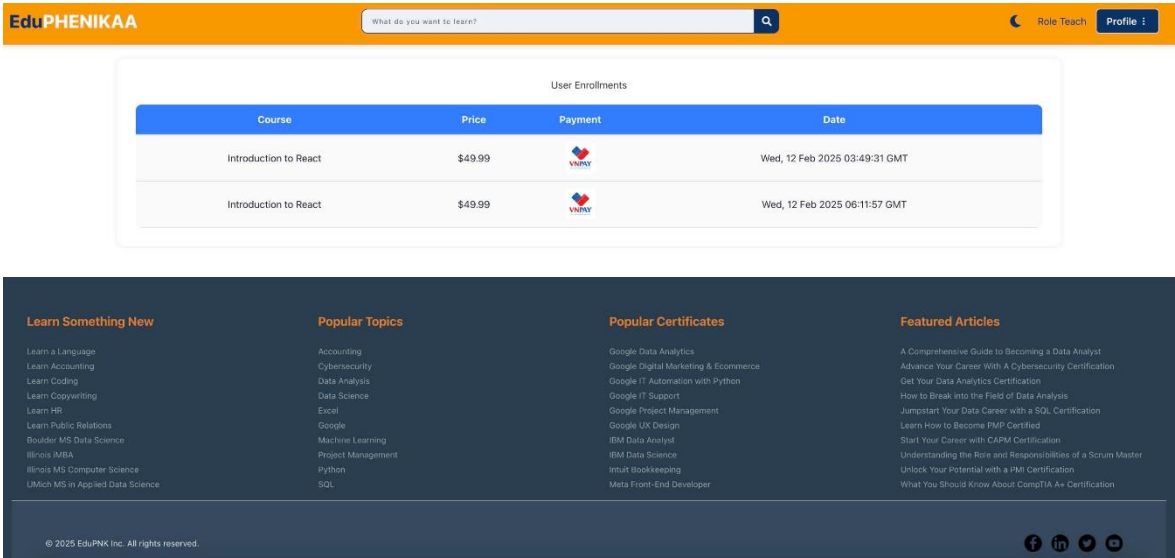 EduPHENIKAA
What do you want to learn?
Role Teach
Profile ⋮
User Enrollments
Course Price Payment Date
Introduction to React $49.99 VNPAY Wed, 12 Feb 2025 03:49:31 GMT
Introduction to React $49.99 VNPAY Wed, 12 Feb 2025 06:11:57 GMT
Learn Something New
Learn a Language
Learn Accounting
Learn Coding
Learn Copywriting
Learn HR
Learn Public Relations
Boulder MS Data Science
Illinois iMBA
Illinois MS Computer Science
UMich MS in Applied Data Science
Popular Topics
Accounting
Cybersecurity
Data Analysis
Data Science
Excel
Google
Machine Learning
Project Management
Python
SQL
Popular Certificates
Google Data Analytics
Google Digital Marketing & Ecommerce
Google IT Automation with Python
Google IT Support
Google Project Management
Google UX Design
IBM Data Analyst
IBM Data Science
Intuit Bookkeeping
Meta Front-End Developer
Featured Articles
A Comprehensive Guide to Becoming a Data Analyst
Advance Your Career With A Cybersecurity Certification
Get Your Data Analytics Certification
How to Break into the Field of Data Analysis
Jumpstart Your Data Career with a SQL Certification
Learn How to Become PMP Certified
Start Your Career with CAPM Certification
Understanding the Role and Responsibilities of a Scrum Master
Unlock Your Potential with a PMI Certification
What You Should Know About CompTIA A+ Certification
© 2025 EduPNK Inc. All rights reserved.